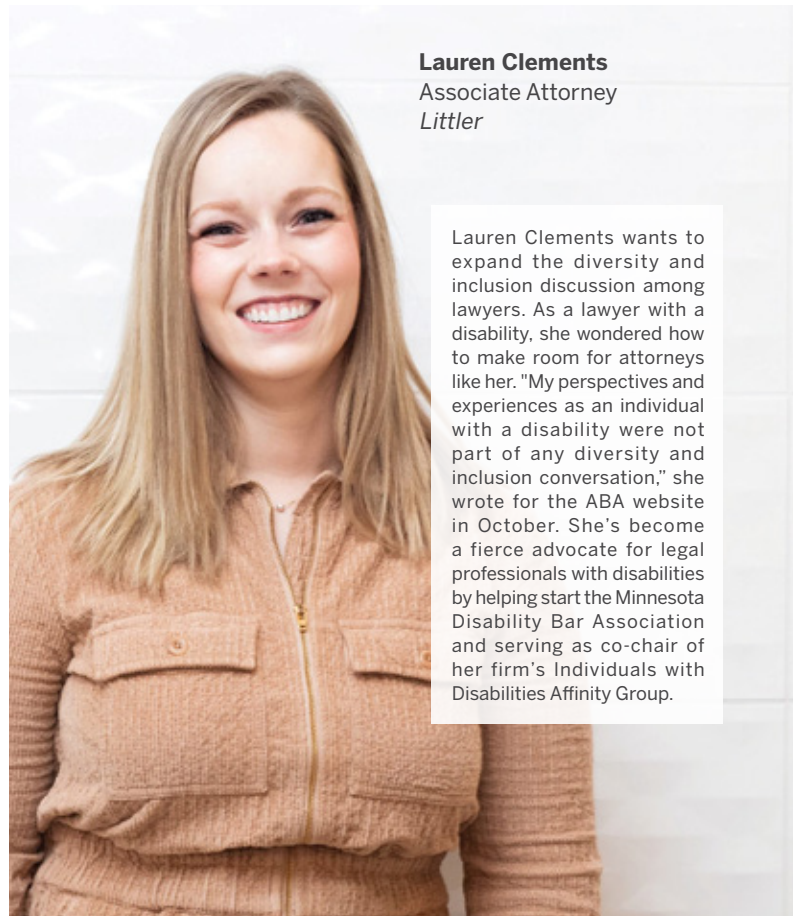 Lauren Clements
Associate Attorney
Littler
Lauren Clements wants to
expand the diversity and
inclusion discussion among
lawyers. As a lawyer with a
disability, she wondered how
to make room for attorneys
like her. "My perspectives and
experiences as an individual
with a disability were not
part of any diversity and
inclusion conversation,” she
wrote for the ABA website
in October. She’s become
a fierce advocate for legal
professionals with disabilities
by helping start the Minnesota
Disability Bar Association
and serving as co-chair of
her firm’s Individuals with
Disabilities Affinity Group.